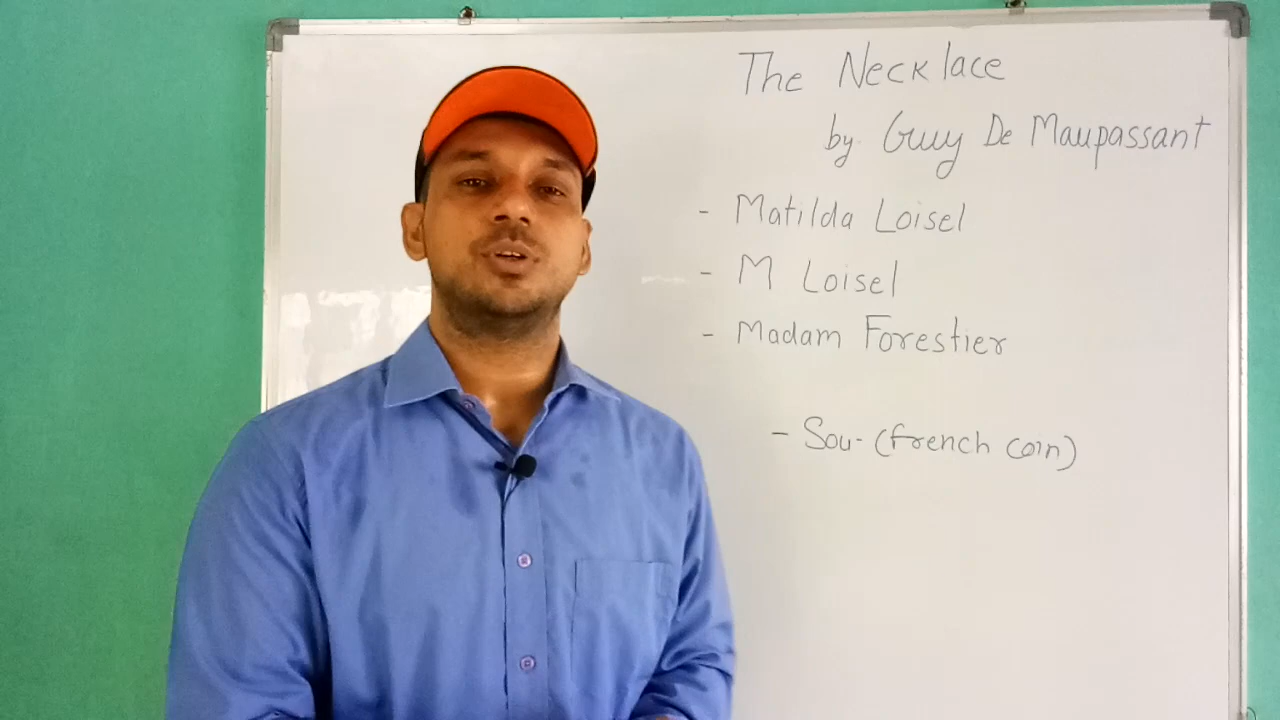 The Necklace
by. Guy De Maupassant
- Matilda Loisel
- M Loisel
- Madam Forestier
- Sou- (french coin)